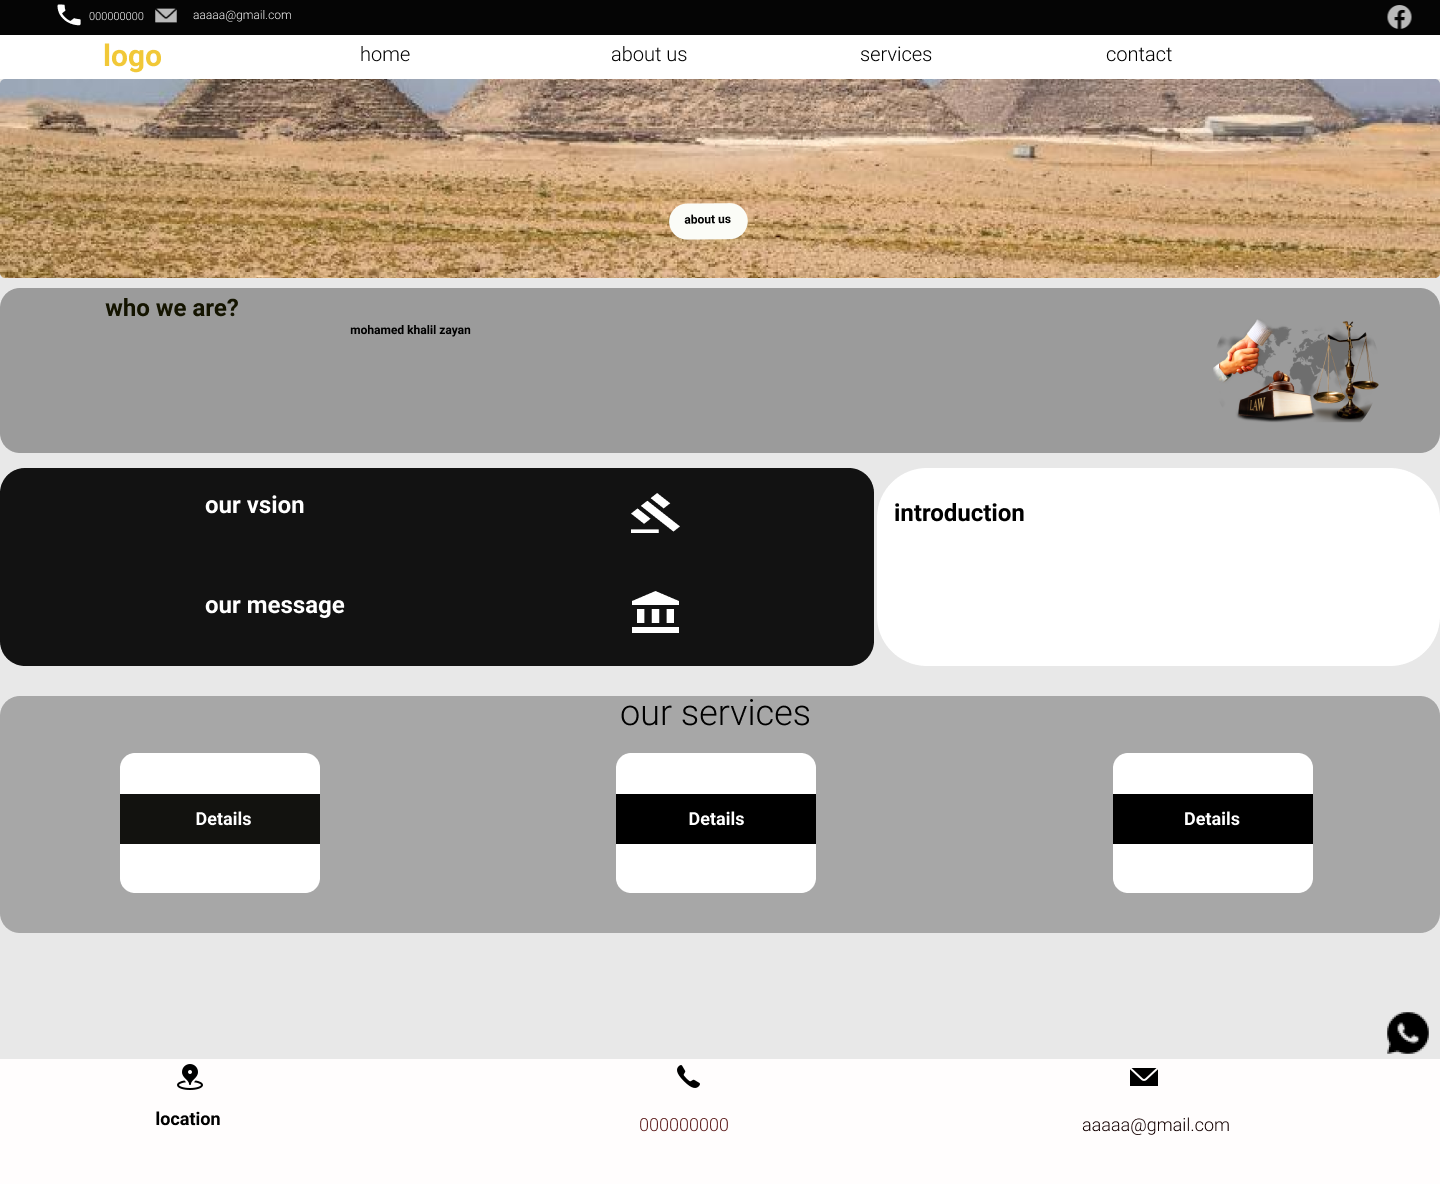 000000000 aaaaa@gmail.com
logo home about us services contact
about us
who we are?
mohamed khalil zayan
LAW
our vsion
introduction
our message
our services
Details Details Details
location 000000000 aaaaa@gmail.com